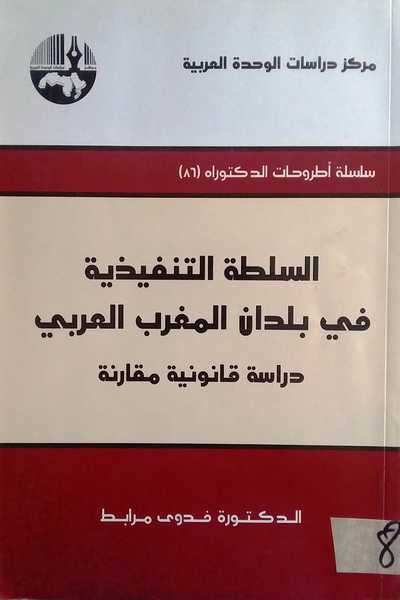 مركز دراسات الوحدة العربية
سلسلة أطروحات الدكتوراه (٨٦)
السلطة التنفيذية
في بلدان المغرب العربي
دراسة قانونية مقارنة
الدكتورة فدوى مرابط
8